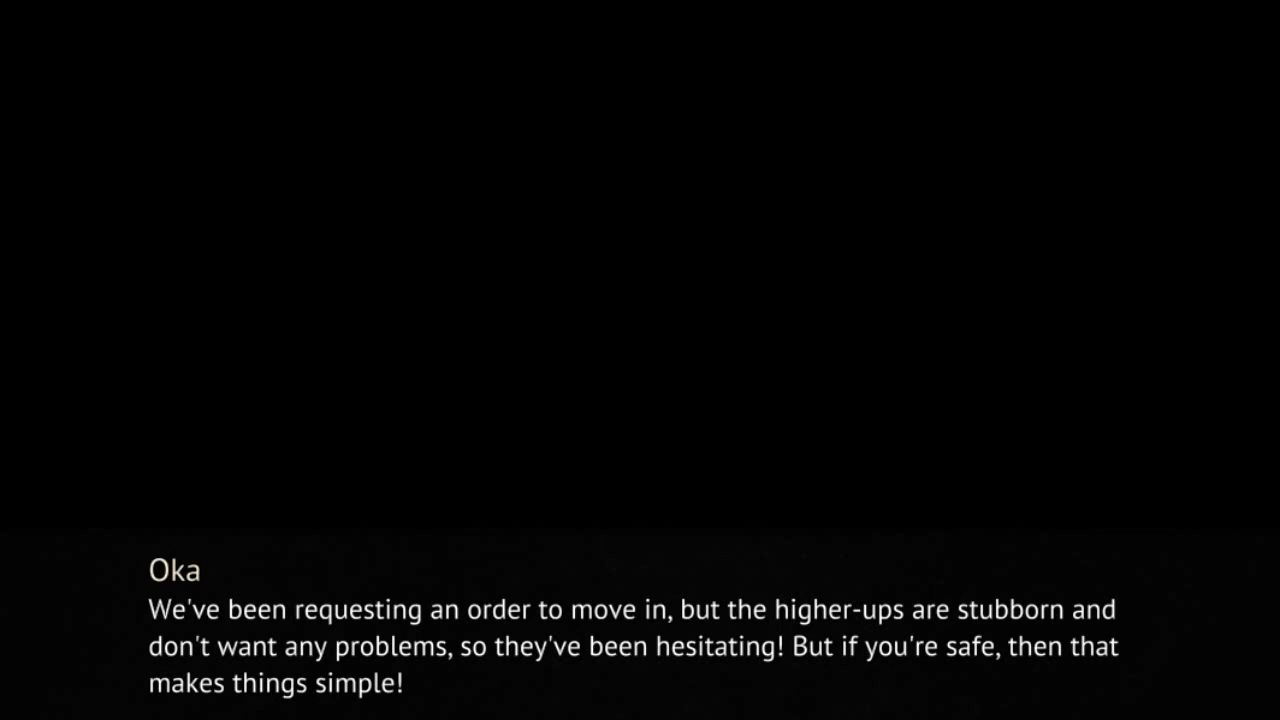 Oka
We've been requesting an order to move in, but the higher-ups are stubborn and
don't want any problems, so they've been hesitating! But if you're safe, then that
makes things simple!